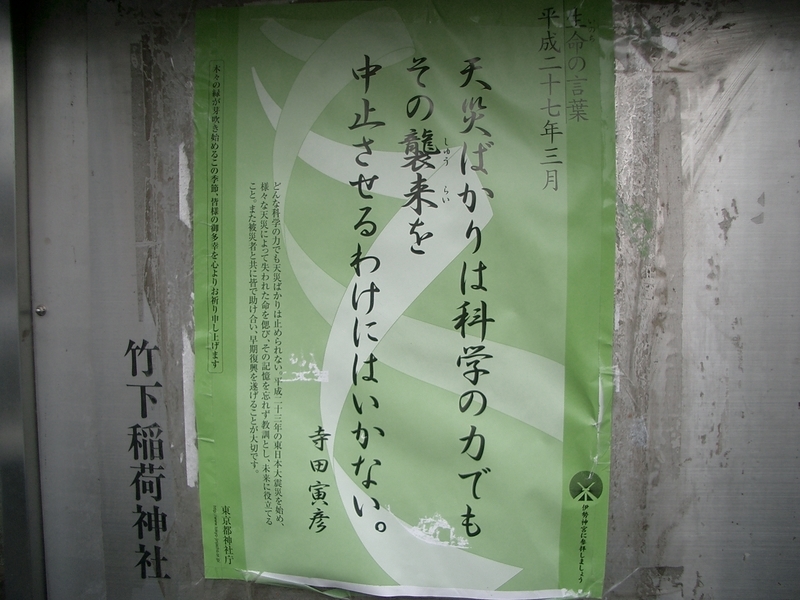 生命の言葉
いのち
平成二十七年三月
天災ばかりは科学の力でも
その襲来を
しゅう らい
中止させるわけにはいかない。
寺田寅彦
どんな科学の力でも天災ばかりは止められない。平成二十三年の東日本大震災を始め、
様々な天災によって失われた命を偲び、その記憶を忘れず教訓とし、未来に役立てる
こと。また被災者と共に皆で助け合い、早期復興を遂げることが大切です。
木々の緑が芽吹き始めるこの季節、皆様の御多幸を心よりお祈り申し上げます
東京都神社庁
伊勢神宮に参拝しましょう
竹下稲荷神社